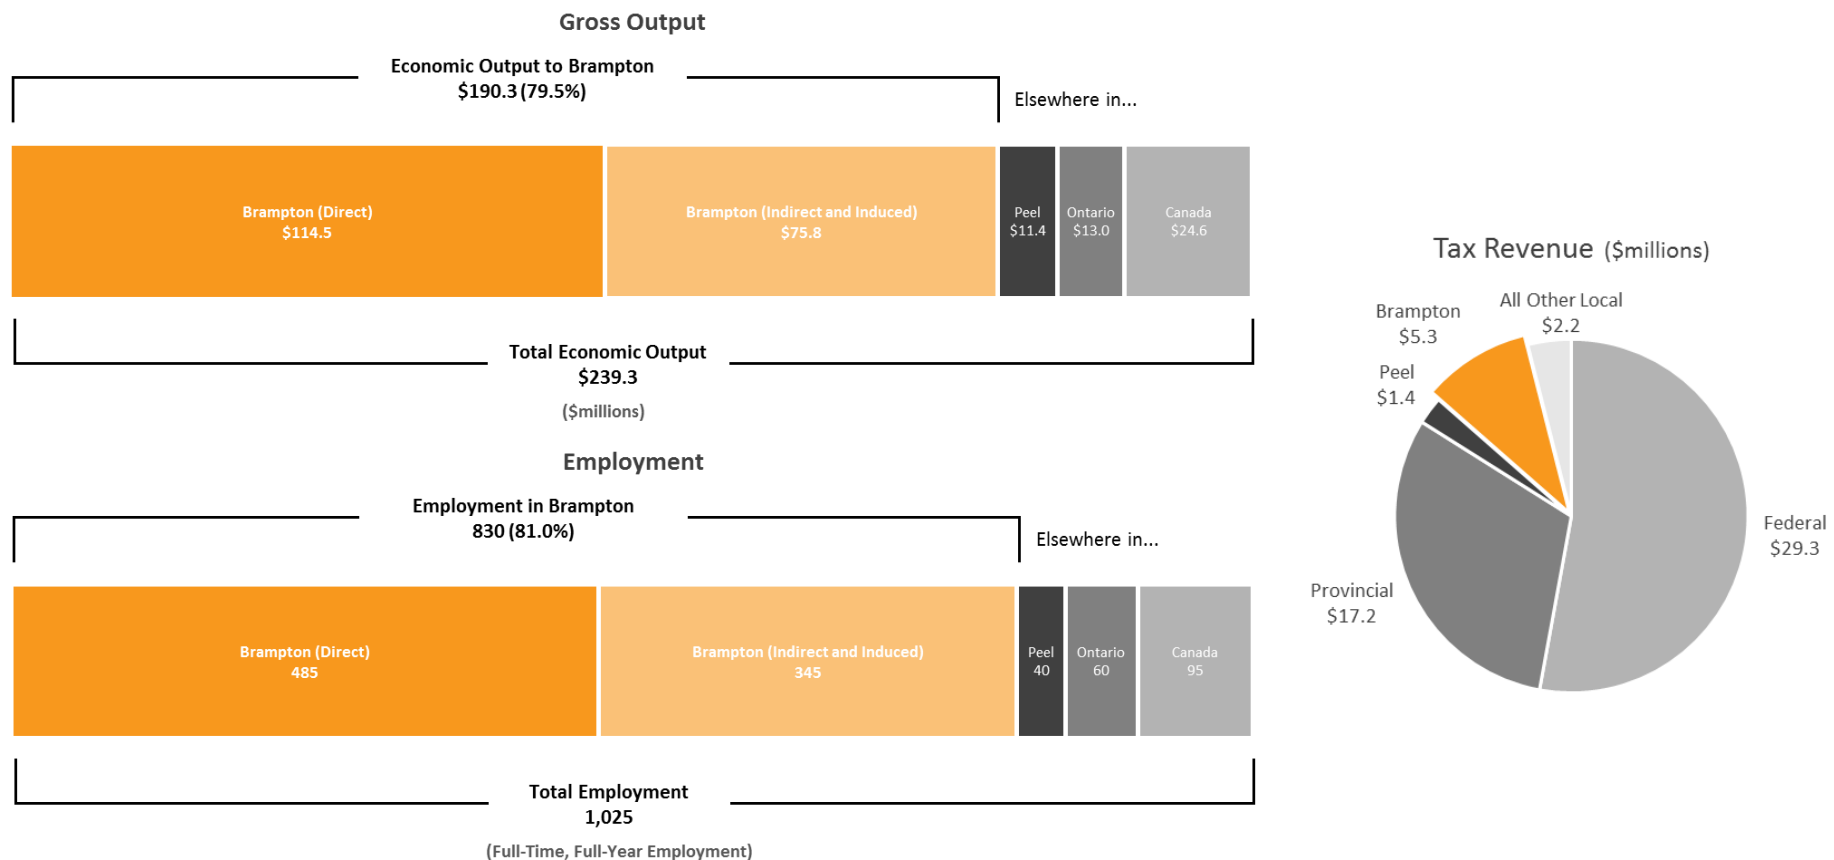 Gross Output
Economic Output to Brampton
$190.3 (79.5%)
Elsewhere in...
Brampton (Direct)
$114.5
Brampton (Indirect and Induced)
$75.8
Peel
$11.4
Ontario
$13.0
Canada
$24.6
Total Economic Output
$239.3
($millions)
Employment
Employment in Brampton
830 (81.0%)
Elsewhere in...
Brampton (Direct)
485
Brampton (Indirect and Induced)
345
Peel
40
Ontario
60
Canada
95
Total Employment
1,025
(Full-Time, Full-Year Employment)
Tax Revenue ($millions)
All Other Local
$2.2
Brampton
$5.3
Peel
$1.4
Federal
$29.3
Provincial
$17.2